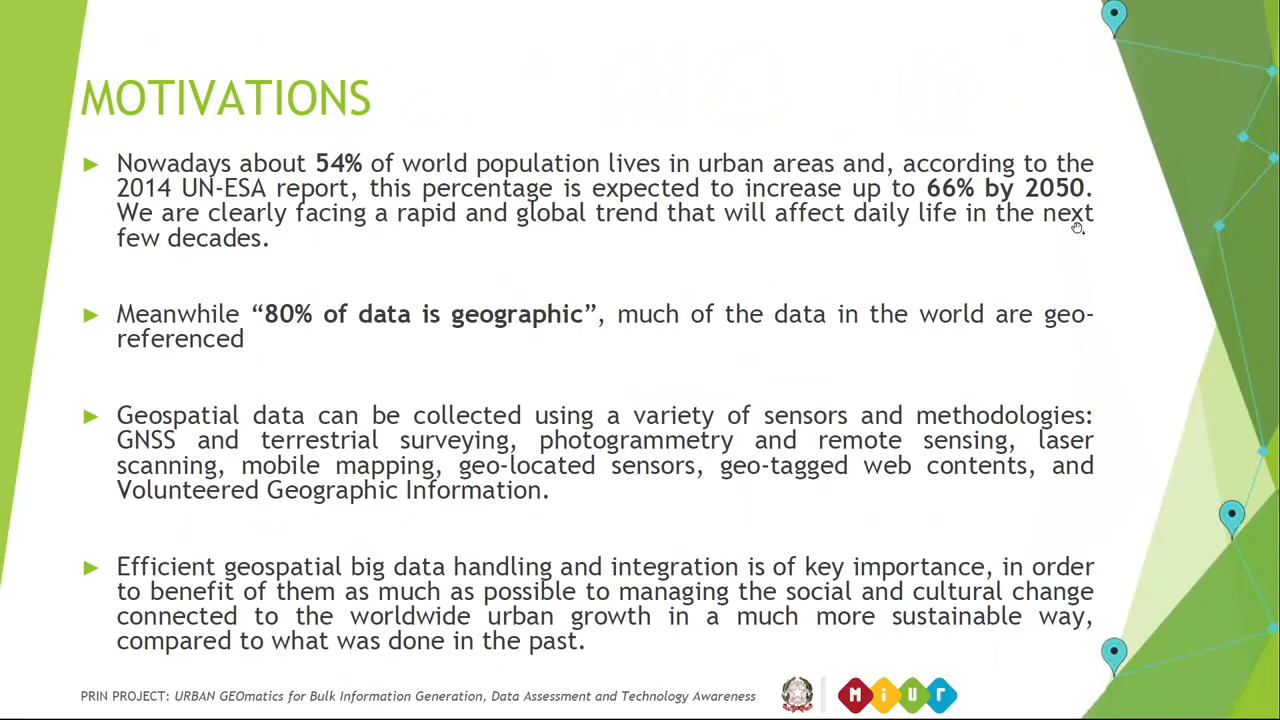 MOTIVATIONS
► Nowadays about 54% of world population lives in urban areas and, according to the
2014 UN-ESA report, this percentage is expected to increase up to 66% by 2050.
We are clearly facing a rapid and global trend that will affect daily life in the next
few decades.
► Meanwhile “80% of data is geographic”, much of the data in the world are geo-
referenced
► Geospatial data can be collected using a variety of sensors and methodologies:
GNSS and terrestrial surveying, photogrammetry and remote sensing, laser
scanning, mobile mapping, geo-located sensors, geo-tagged web contents, and
Volunteered Geographic Information.
► Efficient geospatial big data handling and integration is of key importance, in order
to benefit of them as much as possible to managing the social and cultural change
connected to the worldwide urban growth in a much more sustainable way,
compared to what was done in the past.
PRIN PROJECT: URBAN GEOmatics for Bulk Information Generation, Data Assessment and Technology Awareness
MiUr